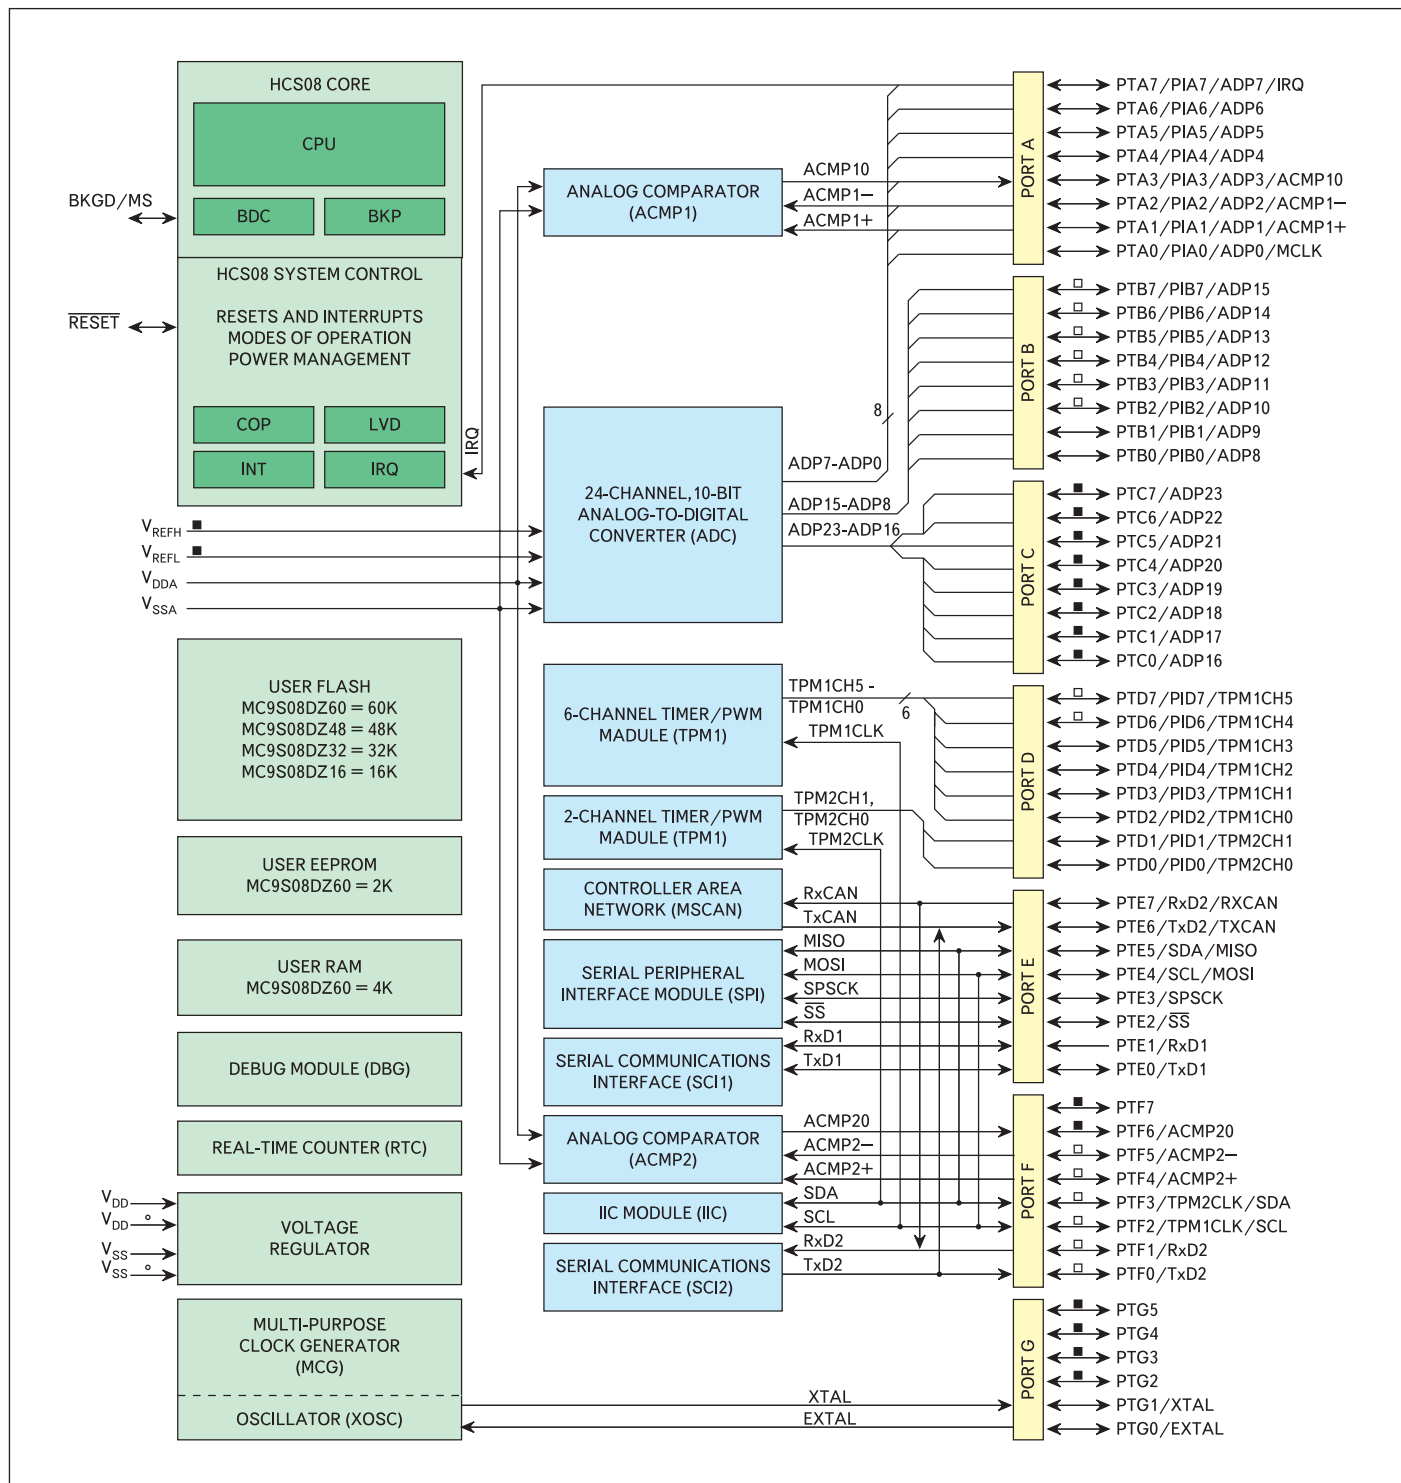 HCS08 CORE
CPU
BDC
BKP
BKGD/MS
HCS08 SYSTEM CONTROL
RESETS AND INTERRUPTS
MODES OF OPERATION
POWER MANAGEMENT
RESET
COP
LVD
INT
IRQ
IRQ
VREFH
VREFL
VDDA
VSSA
USER FLASH
MC9S08DZ60 = 60K
MC9S08DZ48 = 48K
MC9S08DZ32 = 32K
MC9S08DZ16 = 16K
USER EEPROM
MC9S08DZ60 = 2K
USER RAM
MC9S08DZ60 = 4K
DEBUG MODULE (DBG)
REAL-TIME COUNTER (RTC)
VDD
VDD
VSS
VSS
VOLTAGE
REGULATOR
MULTI-PURPOSE
CLOCK GENERATOR
(MCG)
OSCILLATOR (XOSC)
ANALOG COMPARATOR
(ACMP1)
ACMP10
ACMP1−
ACMP1+
24-CHANNEL,10-BIT
ANALOG-TO-DIGITAL
CONVERTER (ADC)
8
ADP7-ADP0
ADP15-ADP8
ADP23-ADP16
6-CHANNEL TIMER/PWM
MADULE (TPM1)
TPM1CH5 -
TPM1CH0
6
TPM1CLK
2-CHANNEL TIMER/PWM
MADULE (TPM1)
TPM2CH1,
TPM2CH0
TPM2CLK
CONTROLLER AREA
NETWORK (MSCAN)
RxCAN
TxCAN
SERIAL PERIPHERAL
INTERFACE MODULE (SPI)
MISO
MOSI
SPSCK
SS
SERIAL COMMUNICATIONS
INTERFACE (SCI1)
RxD1
TxD1
ANALOG COMPARATOR
(ACMP2)
ACMP20
ACMP2−
ACMP2+
IIC MODULE (IIC)
SDA
SCL
SERIAL COMMUNICATIONS
INTERFACE (SCI2)
RxD2
TxD2
XTAL
EXTAL
PORT A
PTA7/PIA7/ADP7/IRQ
PTA6/PIA6/ADP6
PTA5/PIA5/ADP5
PTA4/PIA4/ADP4
PTA3/PIA3/ADP3/ACMP10
PTA2/PIA2/ADP2/ACMP1−
PTA1/PIA1/ADP1/ACMP1+
PTA0/PIA0/ADP0/MCLK
PORT B
PTB7/PIB7/ADP15
PTB6/PIB6/ADP14
PTB5/PIB5/ADP13
PTB4/PIB4/ADP12
PTB3/PIB3/ADP11
PTB2/PIB2/ADP10
PTB1/PIB1/ADP9
PTB0/PIB0/ADP8
PORT C
PTC7/ADP23
PTC6/ADP22
PTC5/ADP21
PTC4/ADP20
PTC3/ADP19
PTC2/ADP18
PTC1/ADP17
PTC0/ADP16
PORT D
PTD7/PID7/TPM1CH5
PTD6/PID6/TPM1CH4
PTD5/PID5/TPM1CH3
PTD4/PID4/TPM1CH2
PTD3/PID3/TPM1CH1
PTD2/PID2/TPM1CH0
PTD1/PID1/TPM2CH1
PTD0/PID0/TPM2CH0
PORT E
PTE7/RxD2/RXCAN
PTE6/TxD2/TXCAN
PTE5/SDA/MISO
PTE4/SCL/MOSI
PTE3/SPSCK
PTE2/SS
PTE1/RxD1
PTE0/TxD1
PORT F
PTF7
PTF6/ACMP20
PTF5/ACMP2−
PTF4/ACMP2+
PTF3/TPM2CLK/SDA
PTF2/TPM1CLK/SCL
PTF1/RxD2
PTF0/TxD2
PORT G
PTG5
PTG4
PTG3
PTG2
PTG1/XTAL
PTG0/EXTAL